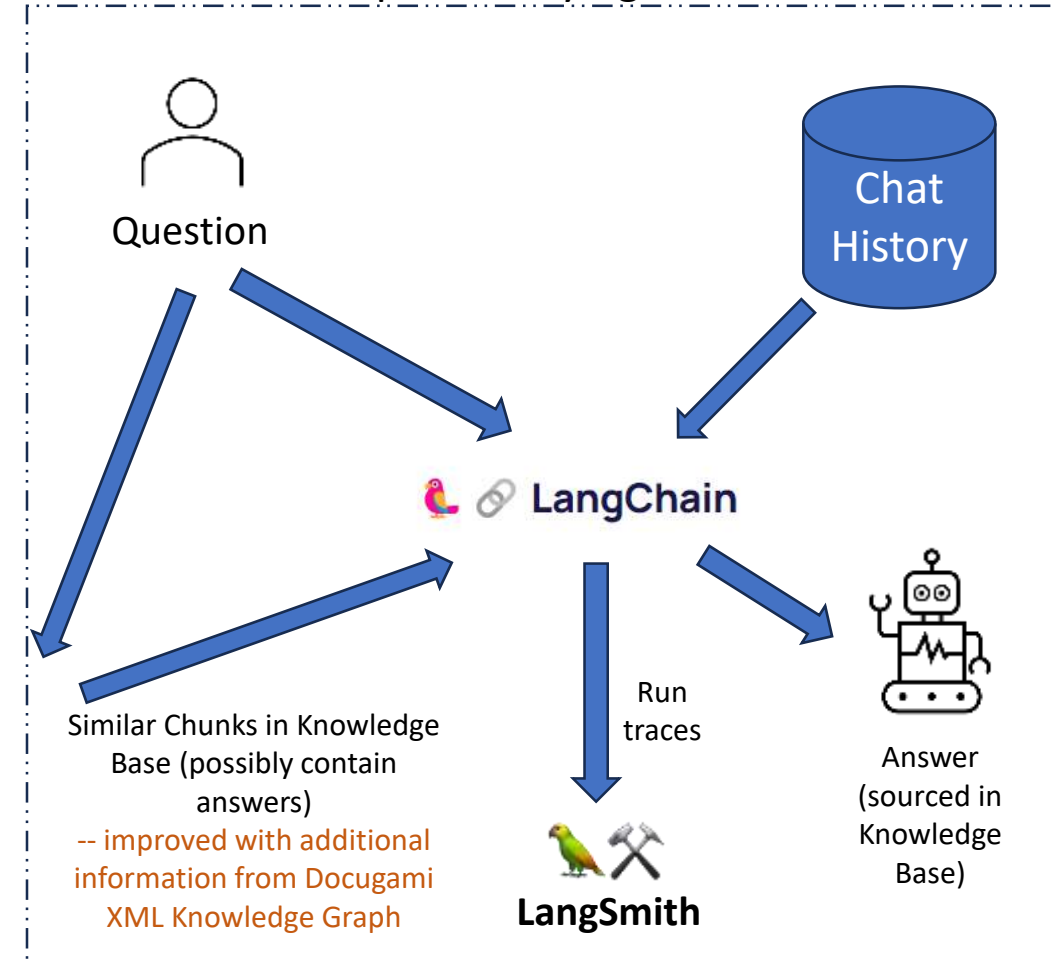 Question
Chat
History
LangChain
Run
traces
Similar Chunks in Knowledge
Base (possibly contain
answers)
-- improved with additional
information from Docugami
XML Knowledge Graph
LangSmith
Answer
(sourced in
Knowledge
Base)